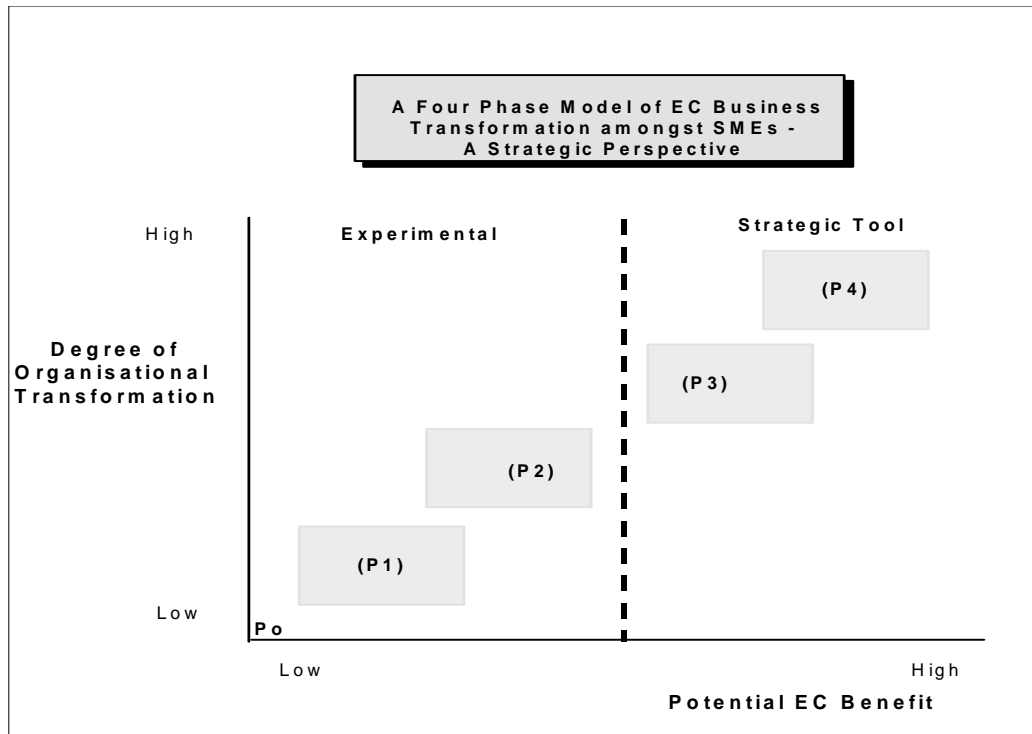 A Four Phase Model of EC Business
Transformation amongst SMEs -
A Strategic Perspective
High
Experimental
Strategic Tool
(P4)
Degree of
Organisational
Transformation
(P3)
(P2)
(P1)
Low
Po
Low
High
Potential EC Benefit